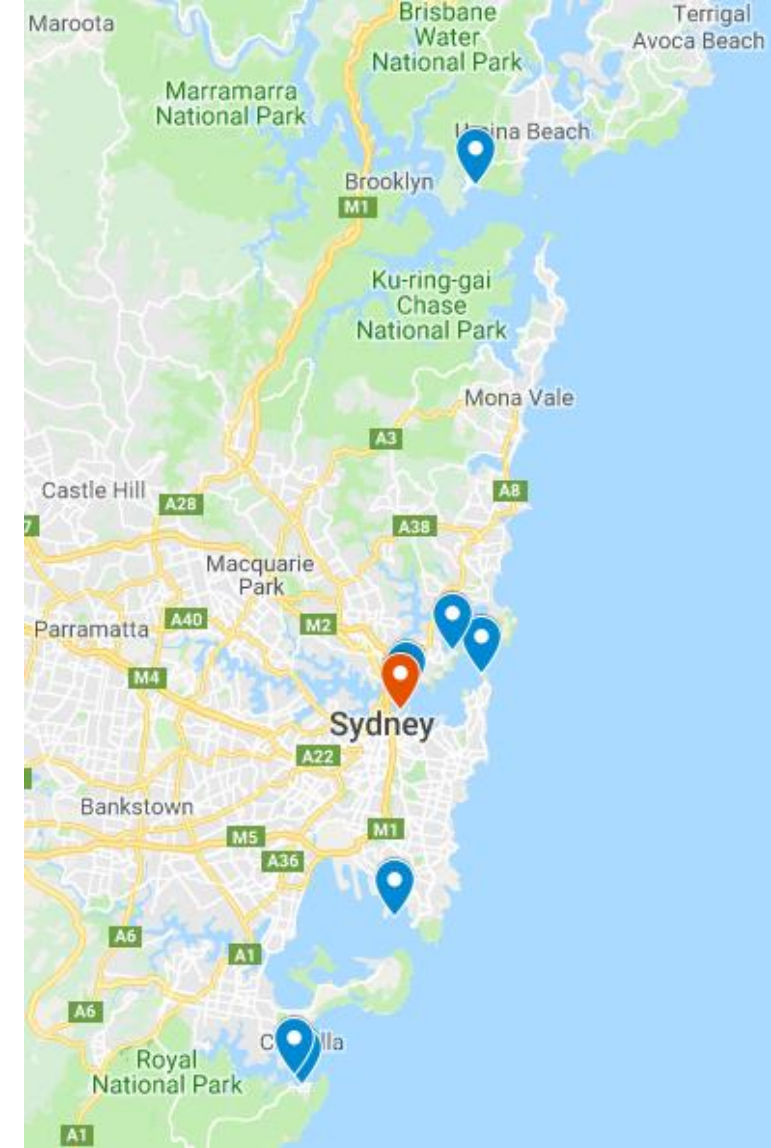 Maroota
Brisbane
Water
National Park
Terrigal
Avoca Beach
Marramarra
National Park
Beach
Brooklyn
M1
Ku-ring-gai
Chase
National Park
Mona Vale
A3
Castle Hill
A28
A8
7
A38
Macquarie
Park
Parramatta
A40
M2
M4
Sydney
A22
Bankstown
M5
M1
A36
A6
A1
A6
Royal
National Park
A1